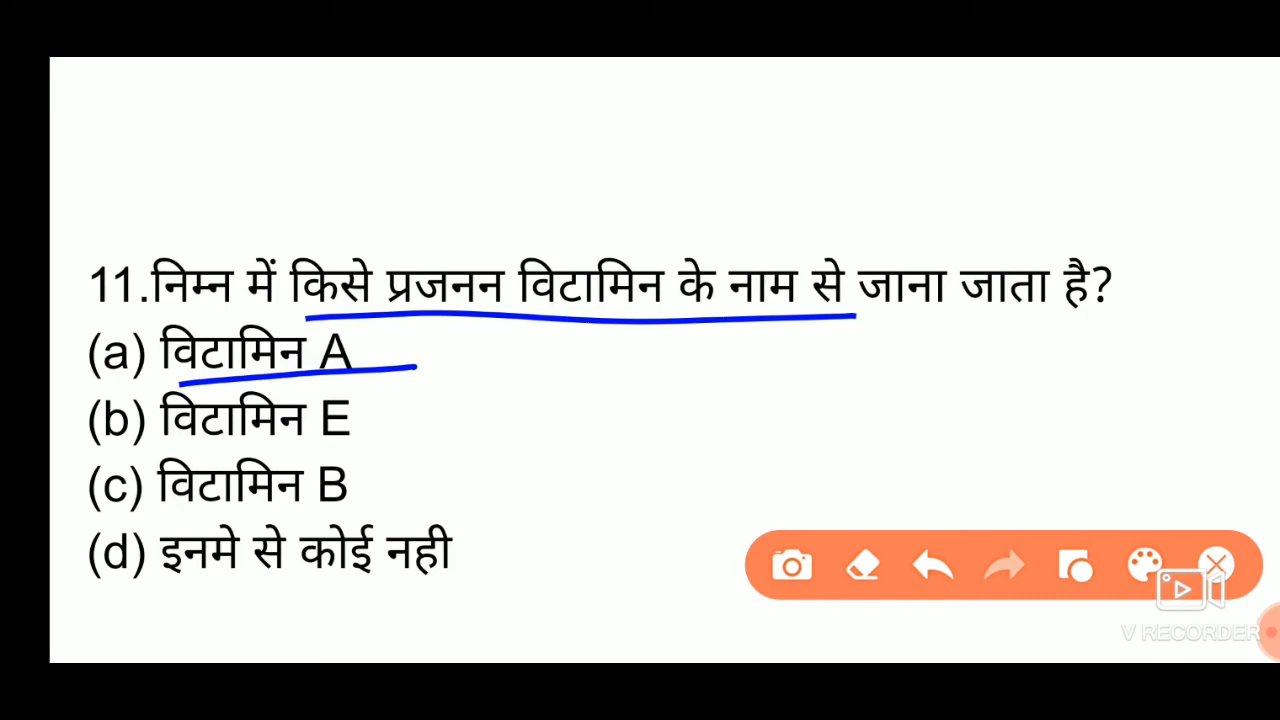 11.निम्न में किसे प्रजनन विटामिन के नाम से जाना जाता है?
(a) विटामिन A
(b) विटामिन E
(c) विटामिन B
(d) इनमे से कोई नही
V RECORDER